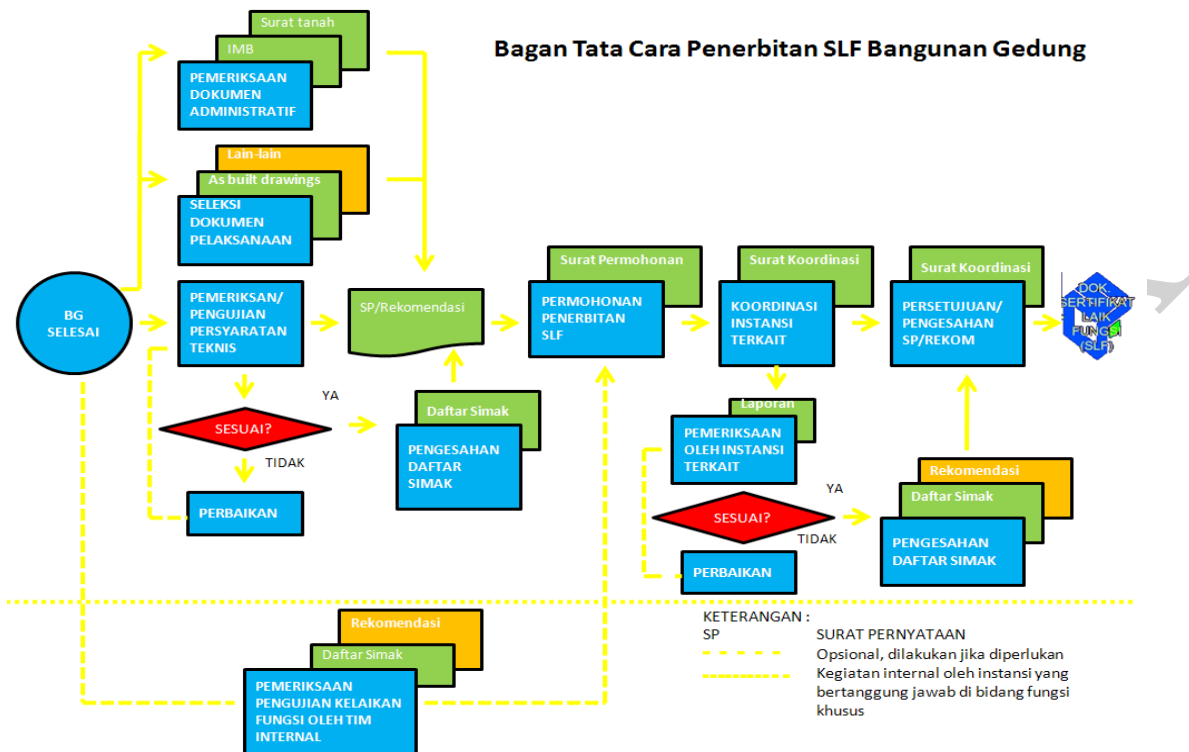 Bagan Tata Cara Penerbitan SLF Bangunan Gedung
Surat tanah
IMB
PEMERIKSAAN
DOKUMEN
ADMINISTRATIF
Lain-lain
As built drawings
SELEKSI
DOKUMEN
PELAKSANAAN
BG
SELESAI
PEMERIKSAN/
PENGUJIAN
PERSYARATAN
TEKNIS
SESUAI?
YA
TIDAK
PERBAIKAN
SP/Rekomendasi
Daftar Simak
PENGESAHAN
DAFTAR
SIMAK
Surat Permohonan
PERMOHONAN
PENERBITAN
SLF
Surat Koordinasi
KOORDINASI
INSTANSI
TERKAIT
Laporan
PEMERIKSAAN
OLEH INSTANSI
TERKAIT
SESUAI?
YA
TIDAK
PERBAIKAN
Rekomendasi
Daftar Simak
PENGESAHAN
DAFTAR SIMAK
Surat Koordinasi
PERSETUJUAN/
PENGESAHAN
SP/REKOM
DOK.
SERTIFIKAT
LAIK
FUNGSI
(SLF)
Rekomendasi
Daftar Simak
PEMERIKSAAN
PENGUJIAN KELAIKAN
FUNGSI OLEH TIM
INTERNAL
KETERANGAN :
SP SURAT PERNYATAAN
Opsional, dilakukan jika diperlukan
Kegiatan internal oleh instansi yang
bertanggung jawab di bidang fungsi
khusus